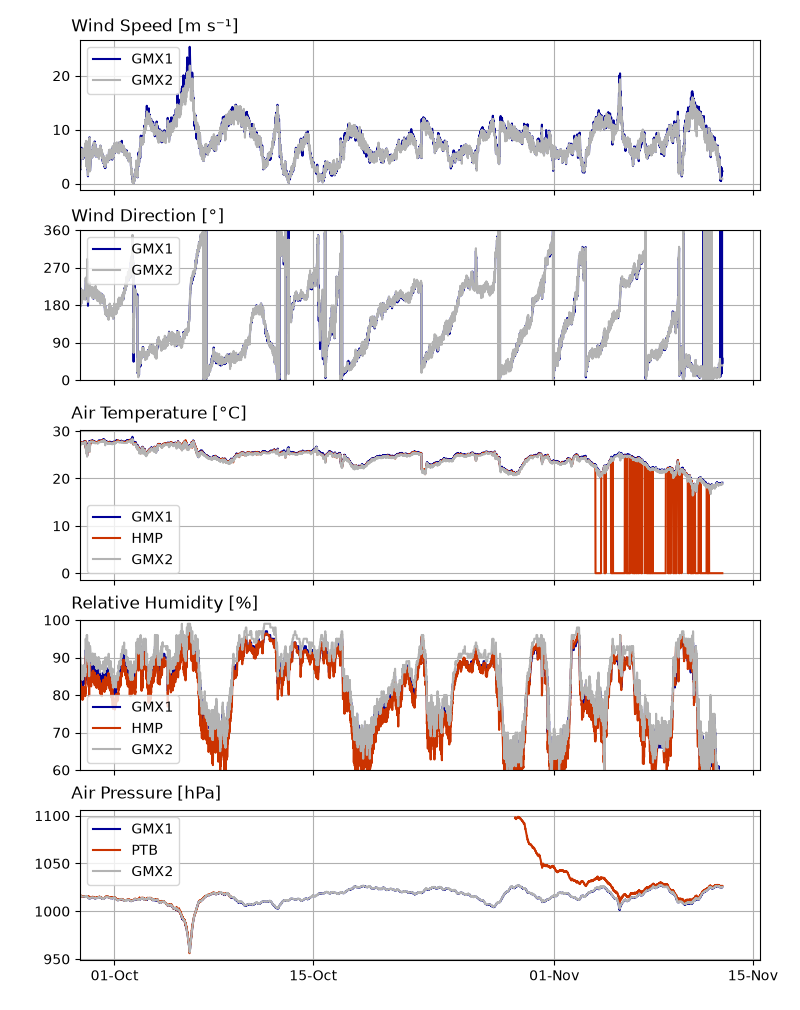 Wind Speed [m s⁻¹]
GMX1
GMX2
20
10
0
Wind Direction [°]
360
GMX1
GMX2
270
180
90
0
Air Temperature [°C]
30
20
10
GMX1
HMP
GMX2
0
Relative Humidity [%]
100
90
80
GMX1
70
HMP
GMX2
60
Air Pressure [hPa]
1100
GMX1
PTB
GMX2
1050
1000
950
01-Oct 15-Oct 01-Nov 15-Nov